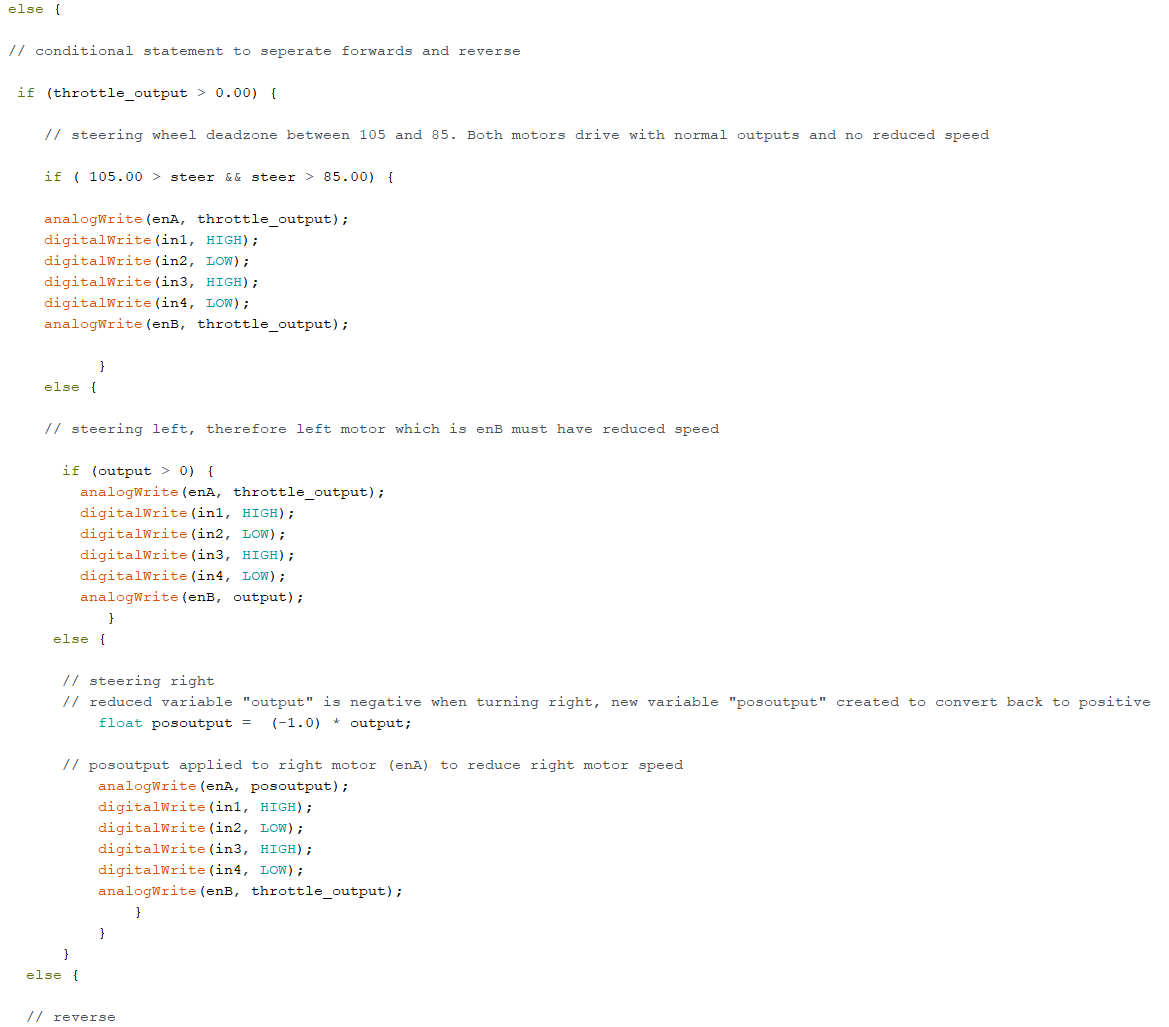 else {
// conditional statement to seperate forwards and reverse
if (throttle_output > 0.00) {
// steering wheel deadzone between 105 and 85. Both motors drive with normal outputs and no reduced speed
if ( 105.00 > steer && steer > 85.00) {
analogWrite(enA, throttle_output);
digitalWrite(in1, HIGH);
digitalWrite(in2, LOW);
digitalWrite(in3, HIGH);
digitalWrite(in4, LOW);
analogWrite(enB, throttle_output);
}
else {
// steering left, therefore left motor which is enB must have reduced speed
if (output > 0) {
analogWrite(enA, throttle_output);
digitalWrite(in1, HIGH);
digitalWrite(in2, LOW);
digitalWrite(in3, HIGH);
digitalWrite(in4, LOW);
analogWrite(enB, output);
}
else {
// steering right
// reduced variable "output" is negative when turning right, new variable "posoutput" created to convert back to positive
float posoutput =  (-1.0) * output;
// posoutput applied to right motor (enA) to reduce right motor speed
analogWrite(enA, posoutput);
digitalWrite(in1, HIGH);
digitalWrite(in2, LOW);
digitalWrite(in3, HIGH);
digitalWrite(in4, LOW);
analogWrite(enB, throttle_output);
}
}
}
else {
// reverse